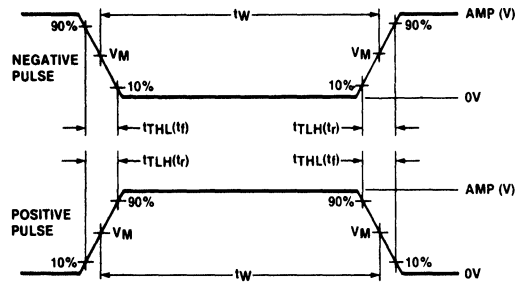 90% tW 90% AMP (V)
NEGATIVE PULSE VM VM
10% 10% 0V
tTHL(tf) tTLH(tr)
tTLH(tr) tTHL(tf)
AMP (V)
90% 90%
POSITIVE PULSE VM VM
10% tW 10% 0V